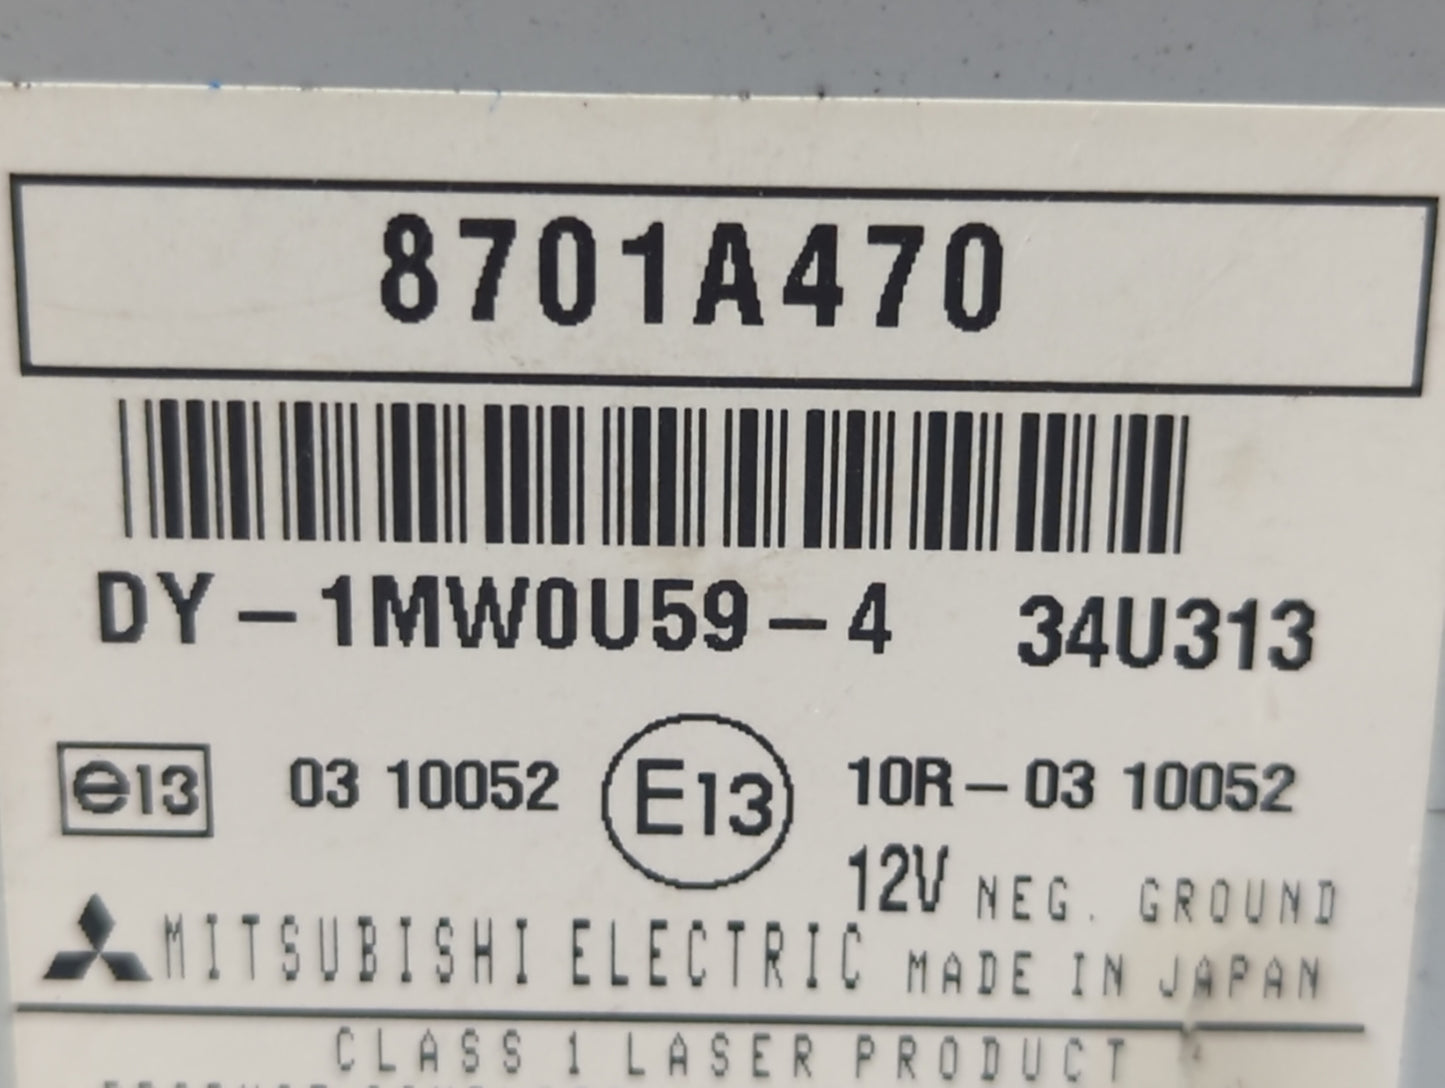 8701A470
DY-1MW0U59-4 34U313
e13 03 10052 E13 10R-03 10052
12V NEG. GROUND
MITSUBISHI ELECTRIC MADE IN JAPAN
CLASS 1 LASER PRODUCT